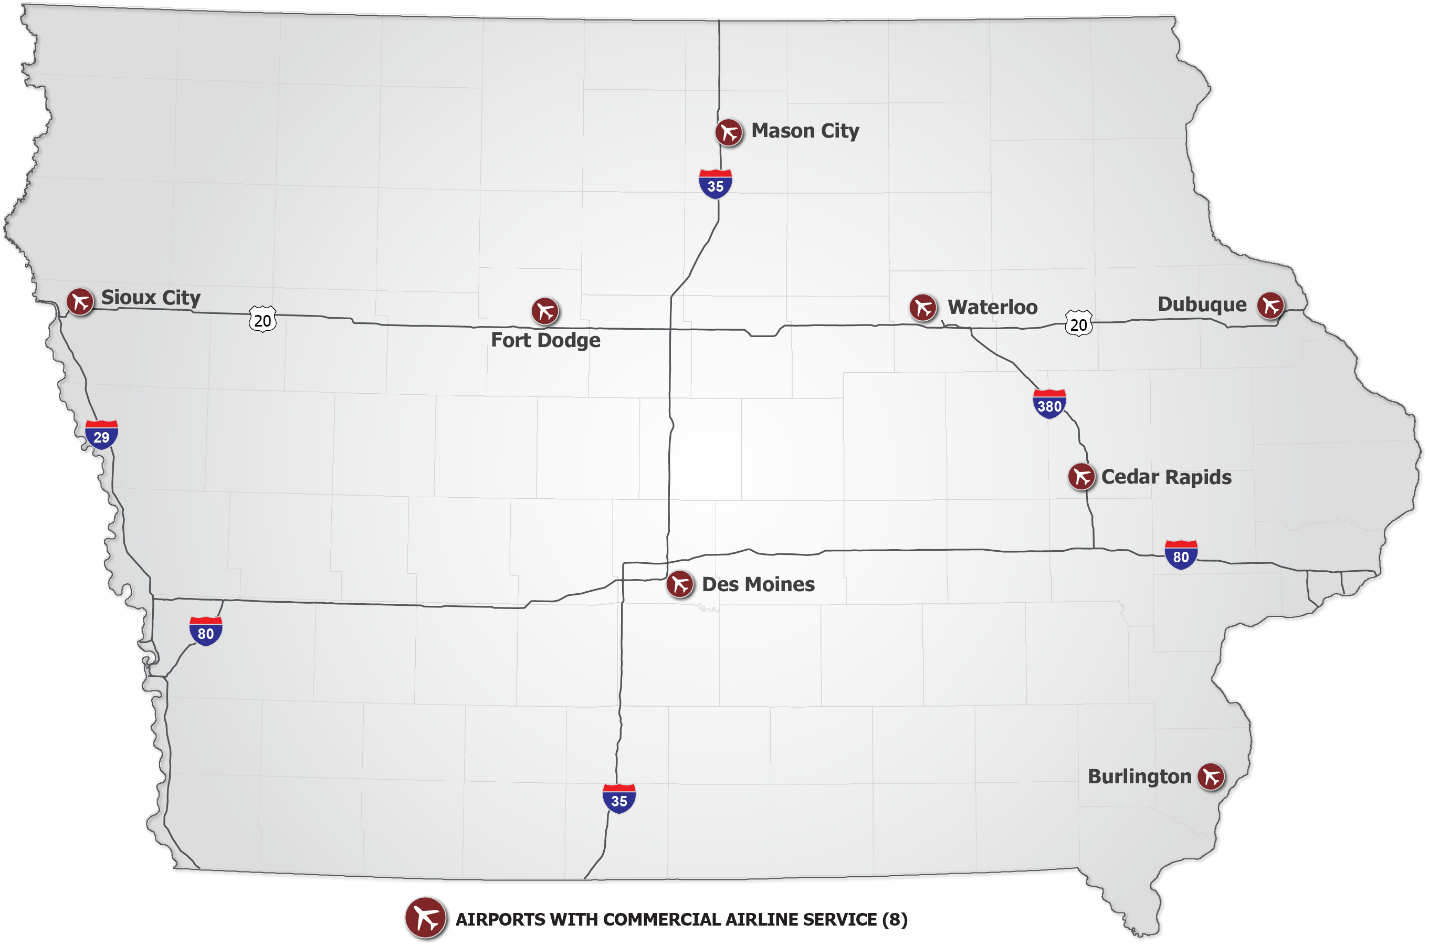 Mason City
35
Sioux City
20
Fort Dodge
Waterloo
20
Dubuque
380
29
Cedar Rapids
80
Des Moines
80
Burlington
35
AIRPORTS WITH COMMERCIAL AIRLINE SERVICE (8)